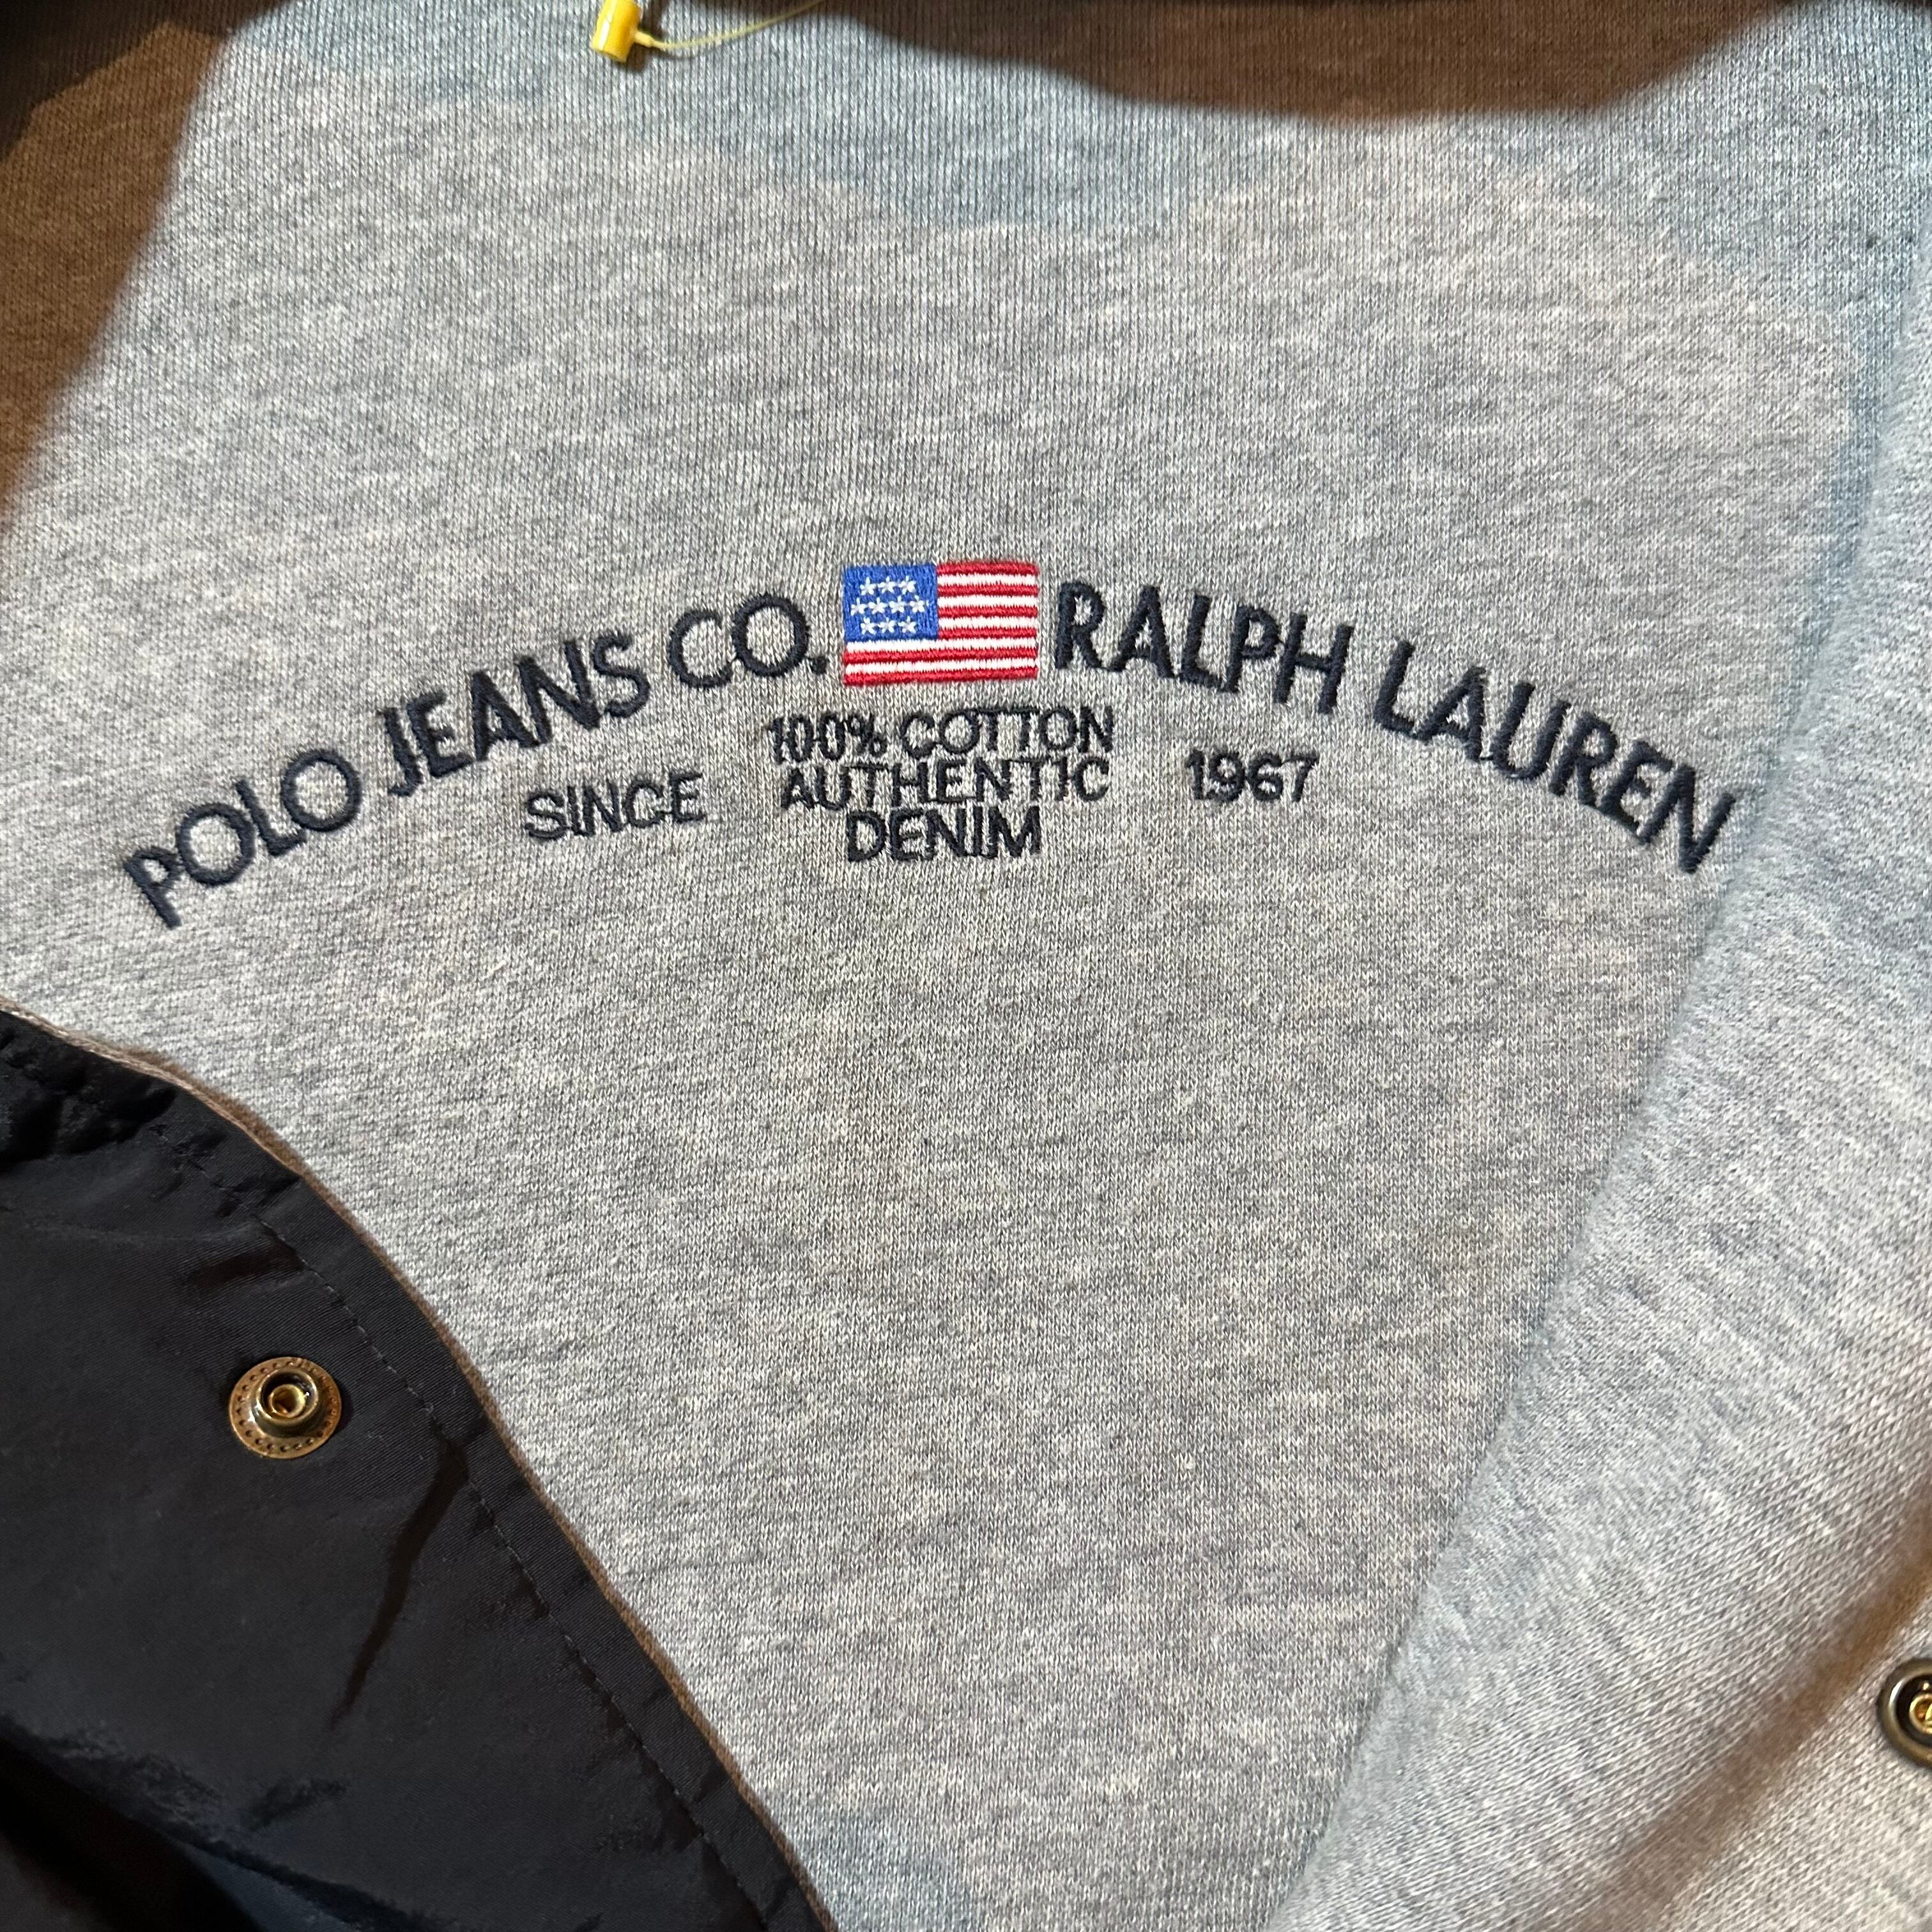 POLO JEANS CO. RALPH LAUREN
SINCE 100% COTTON 1967
AUTHENTIC
DENIM